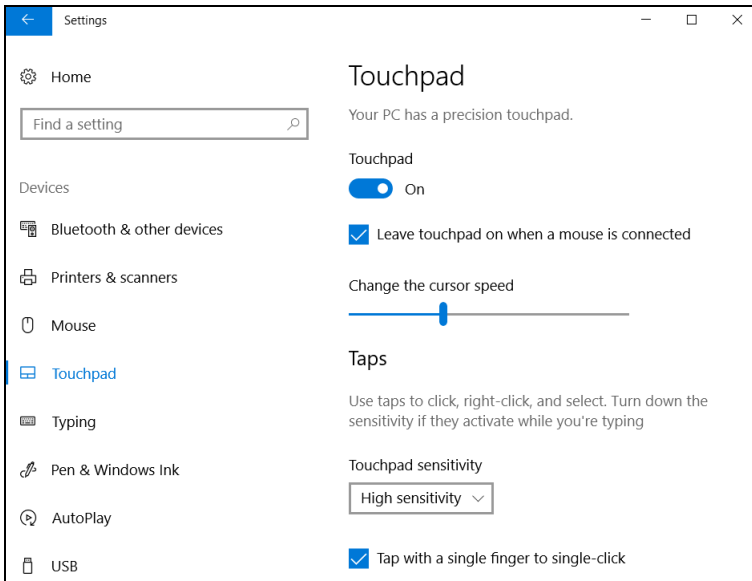 Settings
Home
Find a setting
Devices
Bluetooth & other devices
Printers & scanners
Mouse
Touchpad
Typing
Pen & Windows Ink
AutoPlay
USB
Touchpad
Your PC has a precision touchpad.
Touchpad
On
Leave touchpad on when a mouse is connected
Change the cursor speed
Taps
Use taps to click, right-click, and select. Turn down the
sensitivity if they activate while you're typing
Touchpad sensitivity
High sensitivity
Tap with a single finger to single-click